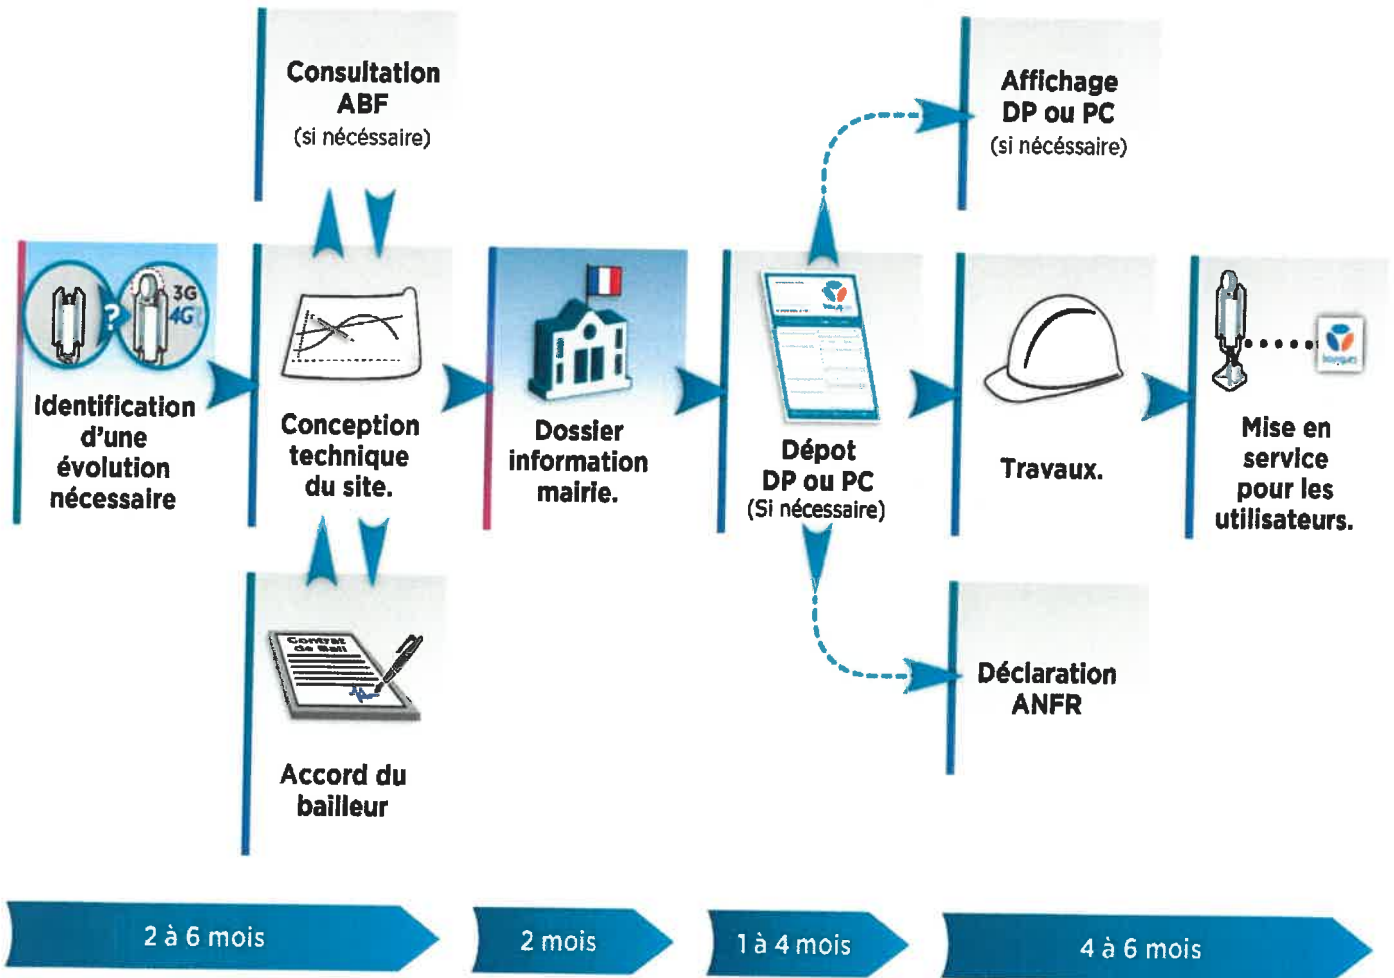 Consultation
ABF
(si nécéssaire)
Affichage
DP ou PC
(si nécéssaire)
3G
4G
?
Identification
d'une
évolution
nécessaire
Conception
technique
du site.
Dossier
information
mairie.
Dépot
DP ou PC
(Si nécessaire)
Travaux.
Mise en
service
pour les
utilisateurs.
Contrat
de Bail
Accord du
bailleur
Déclaration
ANFR
2 à 6 mois
2 mois
1 à 4 mois
4 à 6 mois